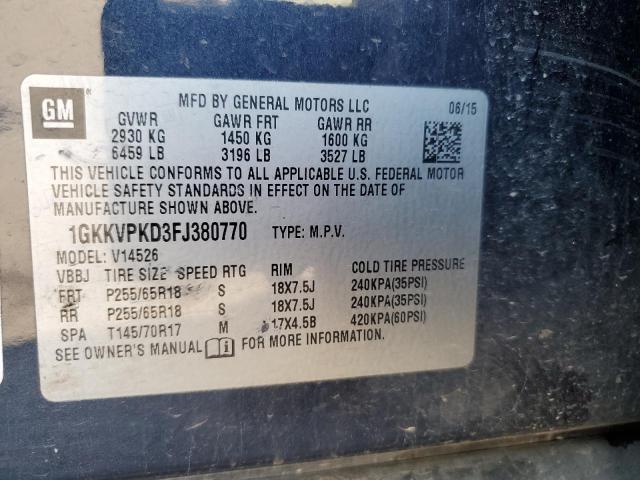 GM ®
MFD BY GENERAL MOTORS LLC 06/15
GVWR GAWR FRT GAWR RR
2930 KG 1450 KG 1600 KG
6459 LB 3196 LB 3527 LB
THIS VEHICLE CONFORMS TO ALL APPLICABLE U.S. FEDERAL MOTOR
VEHICLE SAFETY STANDARDS IN EFFECT ON THE DATE OF
MANUFACTURE SHOWN ABOVE.
1GKKVPKD3FJ380770 TYPE: M.P.V.
MODEL: V14526
VBBJ TIRE SIZE SPEED RTG RIM COLD TIRE PRESSURE
FRT P255/65R18 S 18X7.5J 240KPA(35PSI)
RR P255/65R18 S 18X7.5J 240KPA(35PSI)
SPA T145/70R17 M 17X4.5B 420KPA(60PSI)
SEE OWNER'S MANUAL FOR MORE INFORMATION.